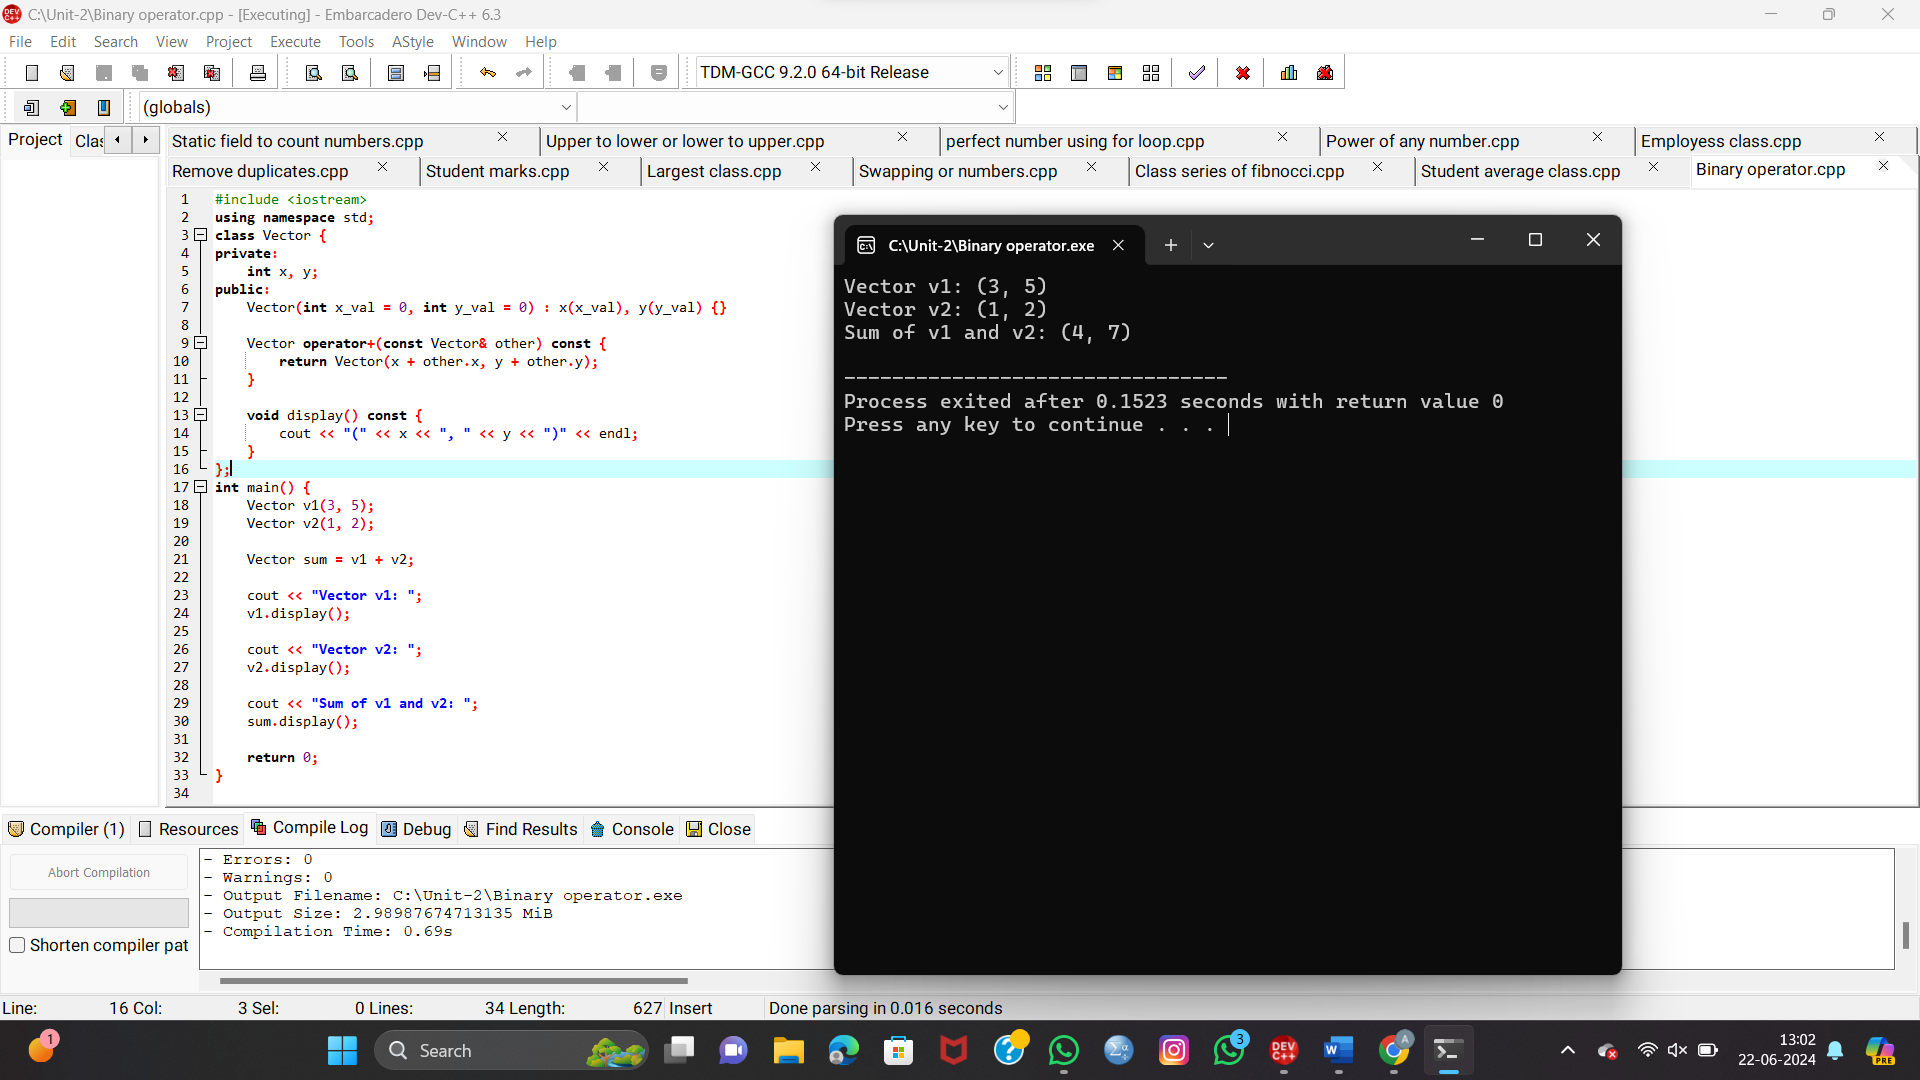 C:\Unit-2\Binary operator.cpp - [Executing] - Embarcadero Dev-C++ 6.3
File Edit Search View Project Execute Tools AStyle Window Help
TDM-GCC 9.2.0 64-bit Release
(globals)
Project Clas
Static field to count numbers.cpp Upper to lower or lower to upper.cpp perfect number using for loop.cpp Power of any number.cpp Employess class.cpp
Remove duplicates.cpp Student marks.cpp Largest class.cpp Swapping or numbers.cpp Class series of fibnocci.cpp Student average class.cpp Binary operator.cpp
1 #include <iostream>
2 using namespace std;
3 class Vector {
4 private:
5 int x, y;
6 public:
7 Vector(int x_val = 0, int y_val = 0) : x(x_val), y(y_val) {}
8
9 Vector operator+(const Vector& other) const {
10 return Vector(x + other.x, y + other.y);
11 }
12
13 void display() const {
14 cout << "(" << x << ", " << y << ")" << endl;
15 }
16 };
17 int main() {
18 Vector v1(3, 5);
19 Vector v2(1, 2);
20
21 Vector sum = v1 + v2;
22
23 cout << "Vector v1: ";
24 v1.display();
25
26 cout << "Vector v2: ";
27 v2.display();
28
29 cout << "Sum of v1 and v2: ";
30 sum.display();
31
32 return 0;
33 }
34
C:\Unit-2\Binary operator.exe
Vector v1: (3, 5)
Vector v2: (1, 2)
Sum of v1 and v2: (4, 7)
--------------------------------
Process exited after 0.1523 seconds with return value 0
Press any key to continue . . .
Compiler (1) Resources Compile Log Debug Find Results Console Close
Abort Compilation
Shorten compiler pat
- Errors: 0
- Warnings: 0
- Output Filename: C:\Unit-2\Binary operator.exe
- Output Size: 2.98987674713135 MiB
- Compilation Time: 0.69s
Line: 16 Col: 3 Sel: 0 Lines: 34 Length: 627 Insert Done parsing in 0.016 seconds
1
Search
3
DEV C++
A
13:02
22-06-2024
PRE